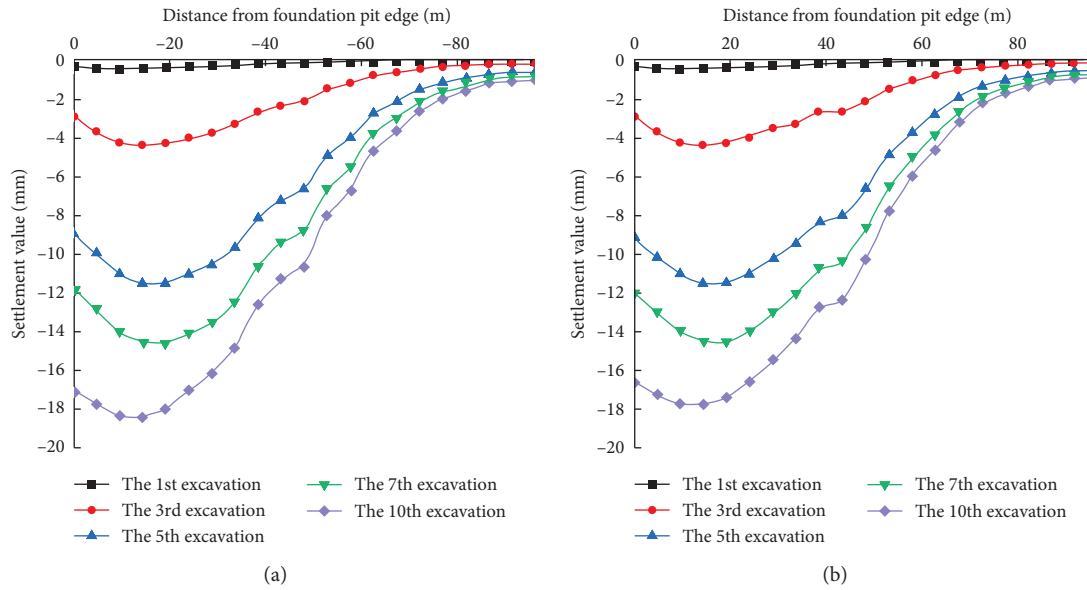 Distance from foundation pit edge (m)
0 –20 –40 –60 –80
0
–2
–4
–6
–8
–10
–12
–14
–16
–18
–20
Settlement value (mm)
The 1st excavation
The 3rd excavation
The 5th excavation
The 7th excavation
The 10th excavation
(a)
Distance from foundation pit edge (m)
0 20 40 60 80
0
–2
–4
–6
–8
–10
–12
–14
–16
–18
–20
Settlement value (mm)
The 1st excavation
The 3rd excavation
The 5th excavation
The 7th excavation
The 10th excavation
(b)